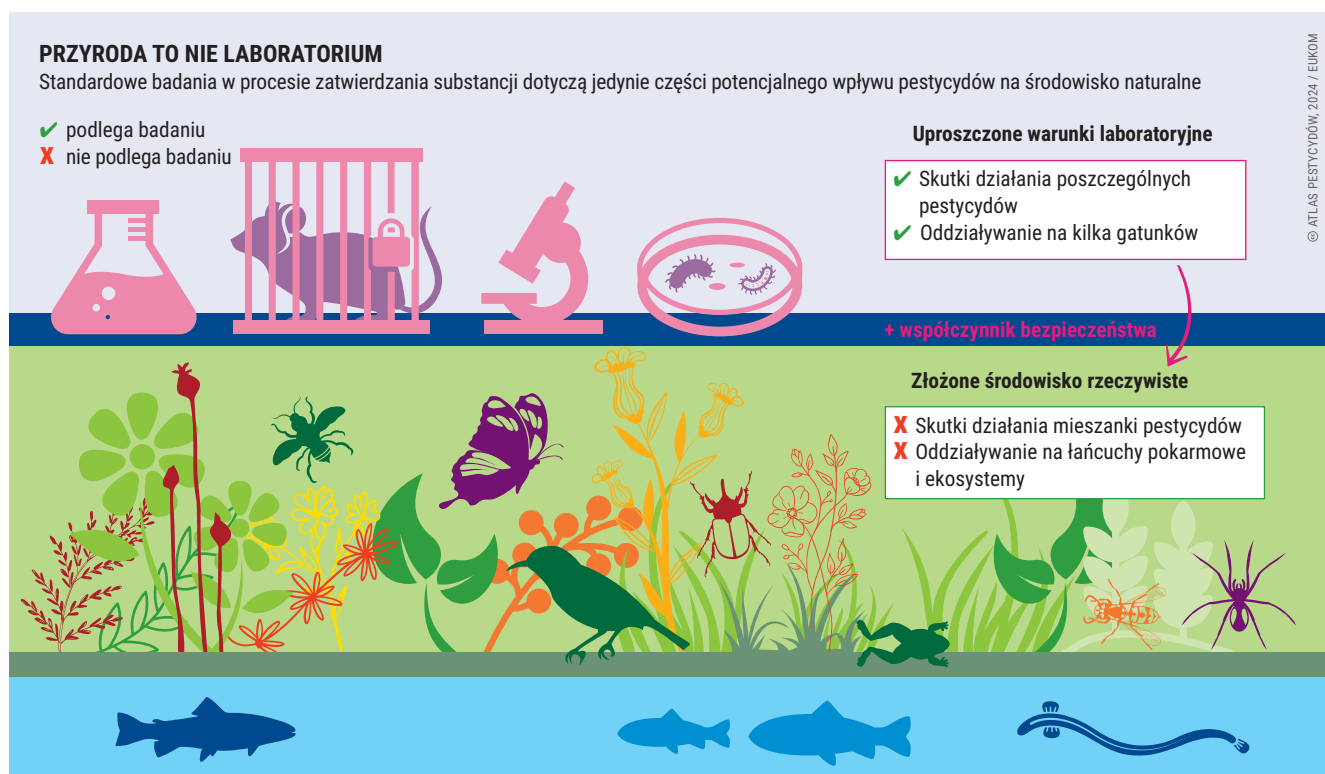 PRZYRODA TO NIE LABORATORIUM
Standardowe badania w procesie zatwierdzania substancji dotyczą jedynie części potencjalnego wpływu pestycydów na środowisko naturalne
✔ podlega badaniu
X nie podlega badaniu
Uproszczone warunki laboratoryjne
✔ Skutki działania poszczególnych
pestycydów
✔ Oddziaływanie na kilka gatunków
+ współczynnik bezpieczeństwa
Złożone środowisko rzeczywiste
X Skutki działania mieszanki pestycydów
X Oddziaływanie na łańcuchy pokarmowe
i ekosystemy
🅭 ATLAS PESTYCYDÓW, 2024 / EUKOM